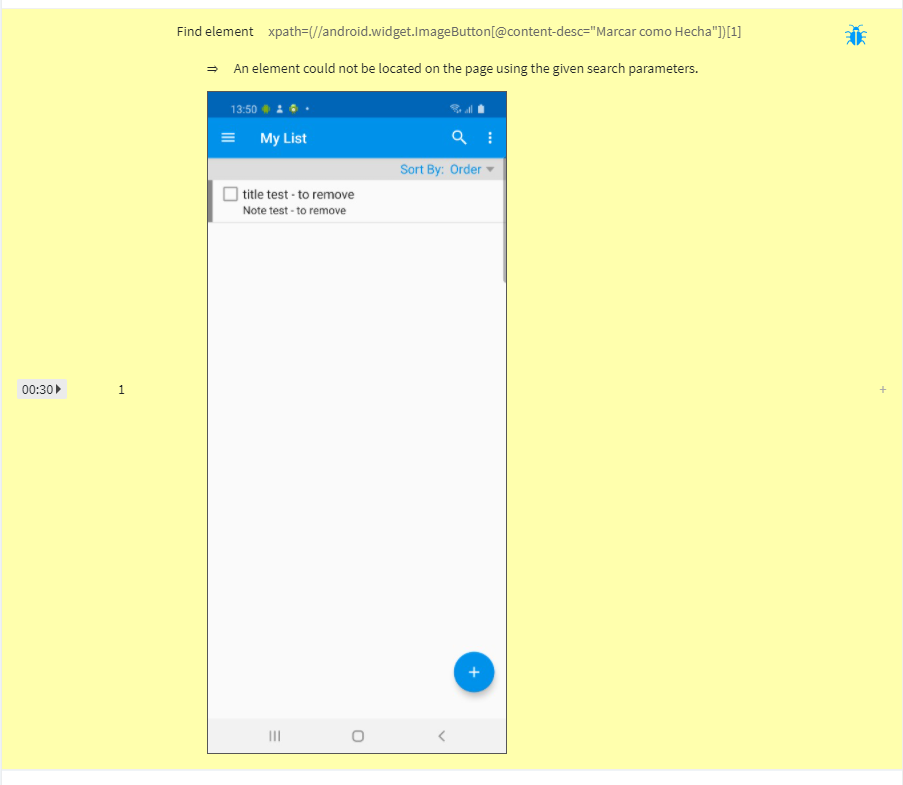 Find element xpath=(//android.widget.ImageButton[@content-desc="Marcar como Hecha"])[1]
⇒ An element could not be located on the page using the given search parameters.
13:50
My List
Sort By: Order
title test - to remove
Note test - to remove
00:30 1 +
+